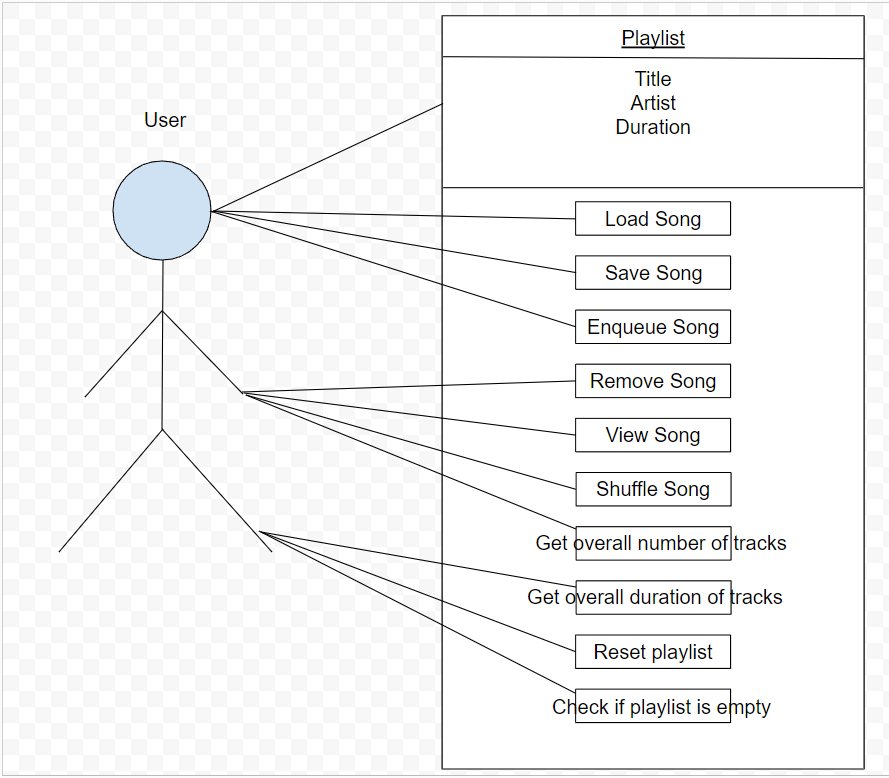 Playlist
Title
Artist
Duration
User
Load Song
Save Song
Enqueue Song
Remove Song
View Song
Shuffle Song
Get overall number of tracks
Get overall duration of tracks
Reset playlist
Check if playlist is empty